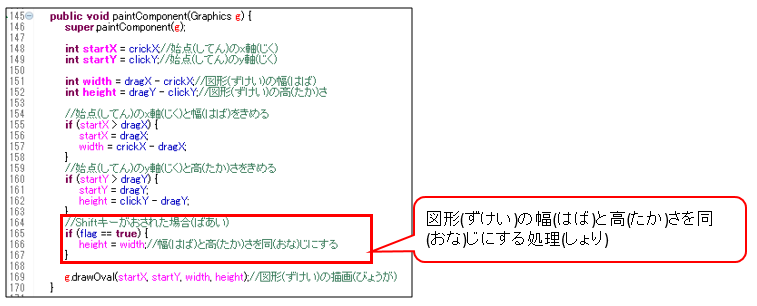 145 public void paintComponent(Graphics g) {
146 super.paintComponent(g);
147
148 int startX = crickX;//始点(してん)のx軸(じく)
149 int startY = clickY;//始点(してん)のy軸(じく)
150
151 int width = dragX - crickX;//図形(ずけい)の幅(はば)
152 int height = dragY - clickY;//図形(ずけい)の高(たか)さ
153
154 //始点(してん)のx軸(じく)と幅(はば)をきめる
155 if (startX > dragX) {
156 startX = dragX;
157 width = crickX - dragX;
158 }
159 //始点(してん)のy軸(じく)と高(たか)さをきめる
160 if (startY > dragY) {
161 startY = dragY;
162 height = clickY - dragY;
163 }
164 //Shiftキーがおされた場合(ばあい)
165 if (flag == true) {
166 height = width;//幅(はば)と高(たか)さを同(おな)じにする
167 }
168
169 g.drawOval(startX, startY, width, height);//図形(ずけい)の描画(びょうが)
170 }
図形(ずけい)の幅(はば)と高(たか)さを同
(おな)じにする処理(しょり)